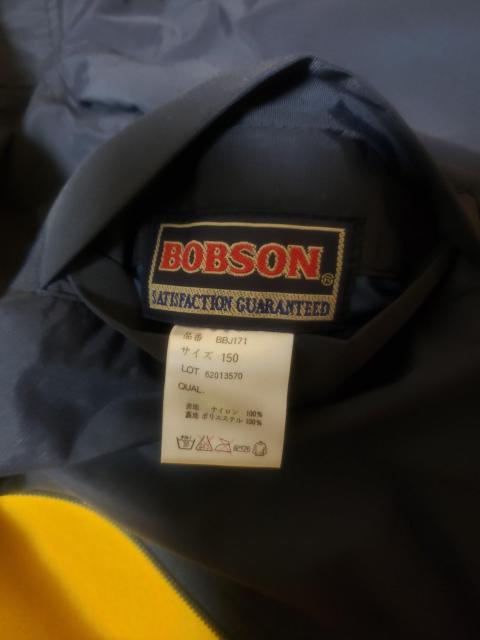 BOBSON®
SATISFACTION GUARANTEED
品番 BBJ171
サイズ 150
LOT 62013570
QUAL.
表地 ナイロン 100%
裏地 ポリエステル 100%